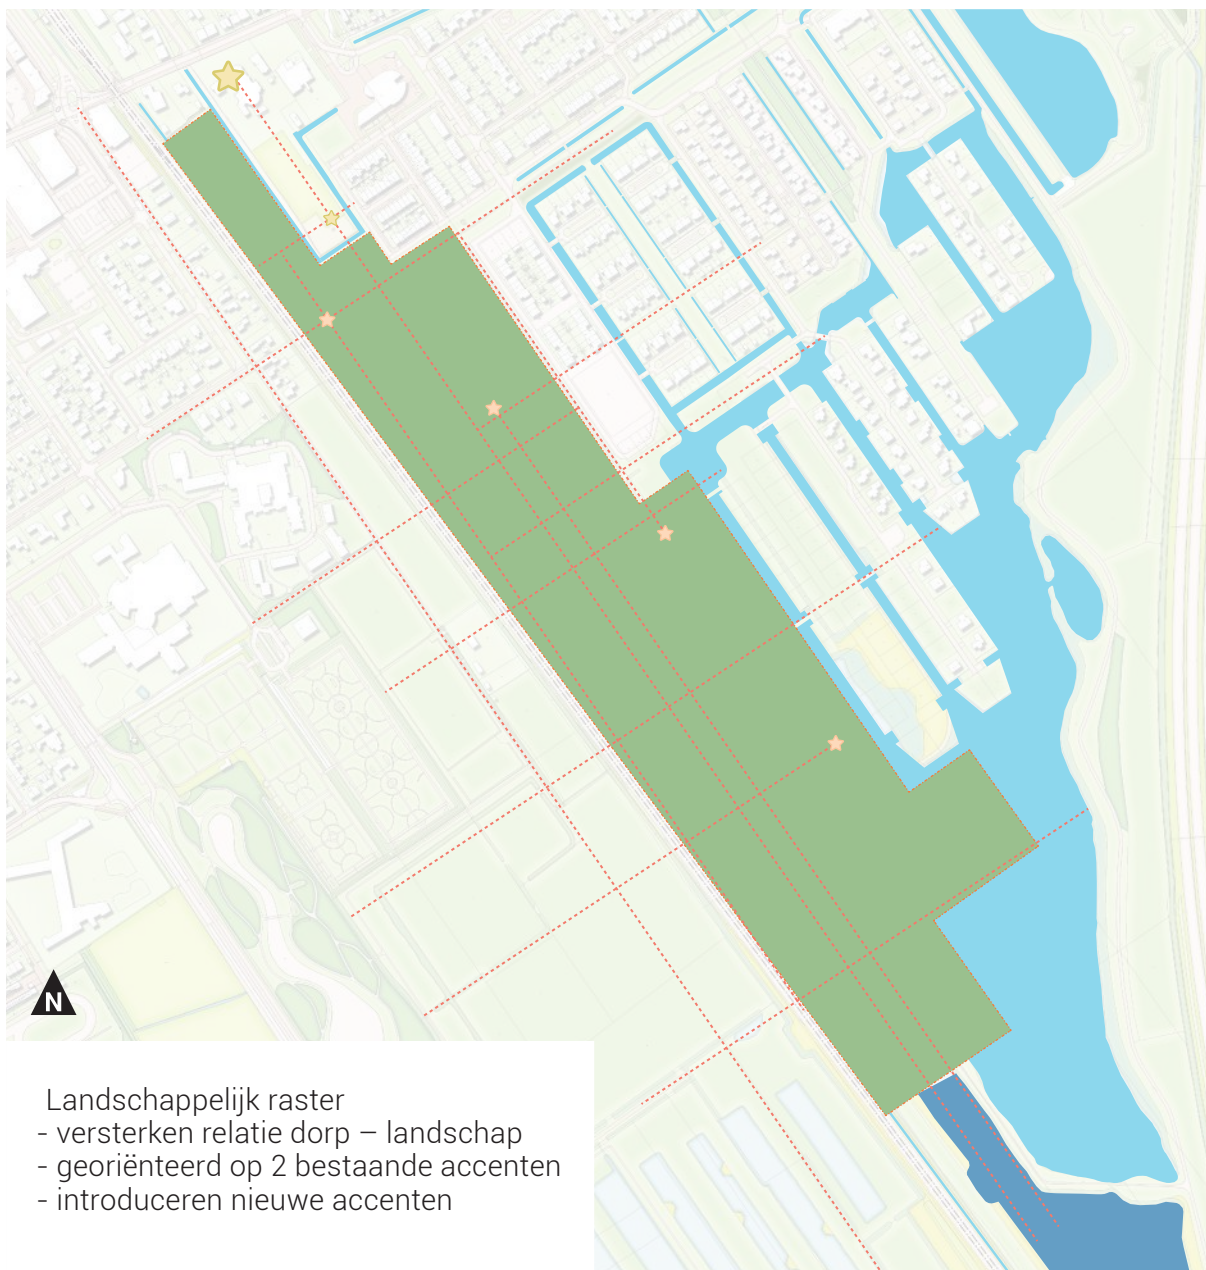 N
Landschappelijk raster
- versterken relatie dorp – landschap
- georiënteerd op 2 bestaande accenten
- introduceren nieuwe accenten